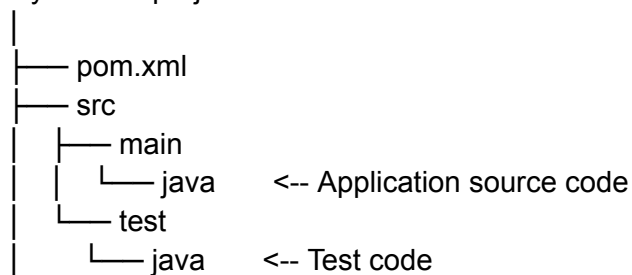 │
├── pom.xml
├── src
│ ├── main
│ │ └── java <-- Application source code
│ └── test
│ └── java <-- Test code